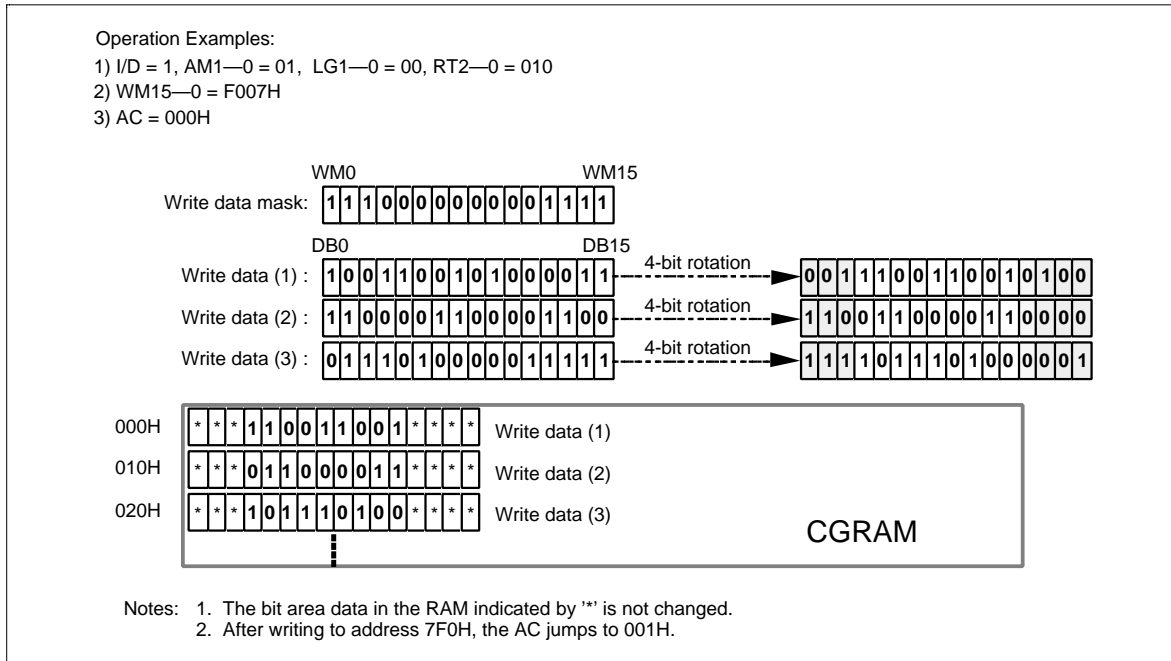 Operation Examples:
1) I/D = 1, AM1—0 = 01, LG1—0 = 00, RT2—0 = 010
2) WM15—0 = F007H
3) AC = 000H
WM0 WM15
Write data mask: 1 1 1 0 0 0 0 0 0 0 0 0 1 1 1 1
DB0 DB15
Write data (1) : 1 0 0 1 1 0 0 1 0 1 0 0 0 0 1 1 4-bit rotation 0 0 1 1 1 0 0 1 1 0 0 1 0 1 0 0
Write data (2) : 1 1 0 0 0 0 1 1 0 0 0 0 1 1 0 0 4-bit rotation 1 1 0 0 1 1 0 0 0 0 1 1 0 0 0 0
Write data (3) : 0 1 1 1 0 1 0 0 0 0 0 1 1 1 1 1 4-bit rotation 1 1 1 1 0 1 1 1 0 1 0 0 0 0 0 1
000H * * * 1 1 0 0 1 1 0 0 1 * * * * Write data (1)
010H * * * 0 1 1 0 0 0 0 1 1 * * * * Write data (2)
020H * * * 1 0 1 1 1 0 1 0 0 * * * * Write data (3)
CGRAM
Notes: 1. The bit area data in the RAM indicated by '*' is not changed.
2. After writing to address 7F0H, the AC jumps to 001H.